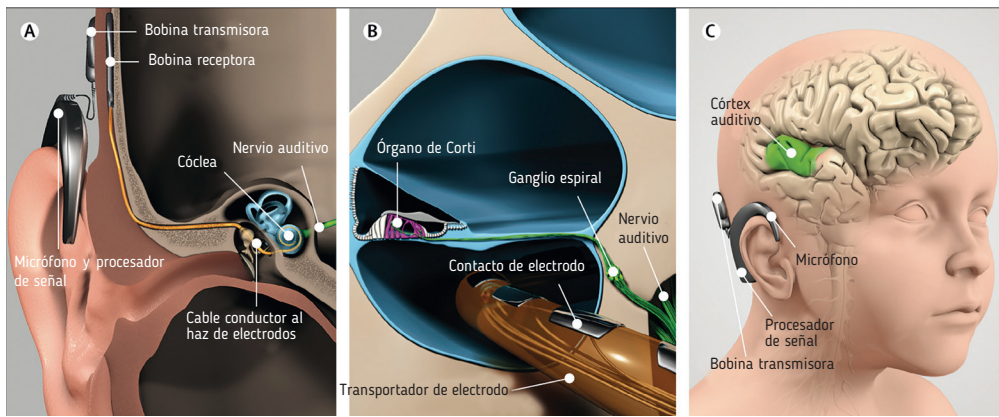 A
Bobina transmisora
Bobina receptora
Nervio auditivo
Cóclea
Micrófono y procesador
de señal
Cable conductor al
haz de electrodos
B
Órgano de Corti
Ganglio espiral
Nervio
auditivo
Contacto de electrodo
Transportador de electrodo
C
Córtex
auditivo
Micrófono
Procesador
de señal
Bobina transmisora